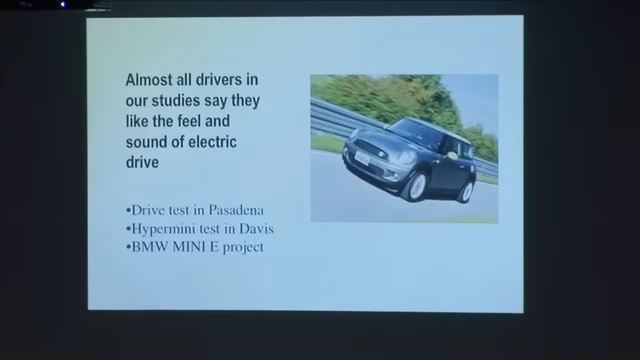 Almost all drivers in
our studies say they
like the feel and
sound of electric
drive
•Drive test in Pasadena
•Hypermini test in Davis
•BMW MINI E project